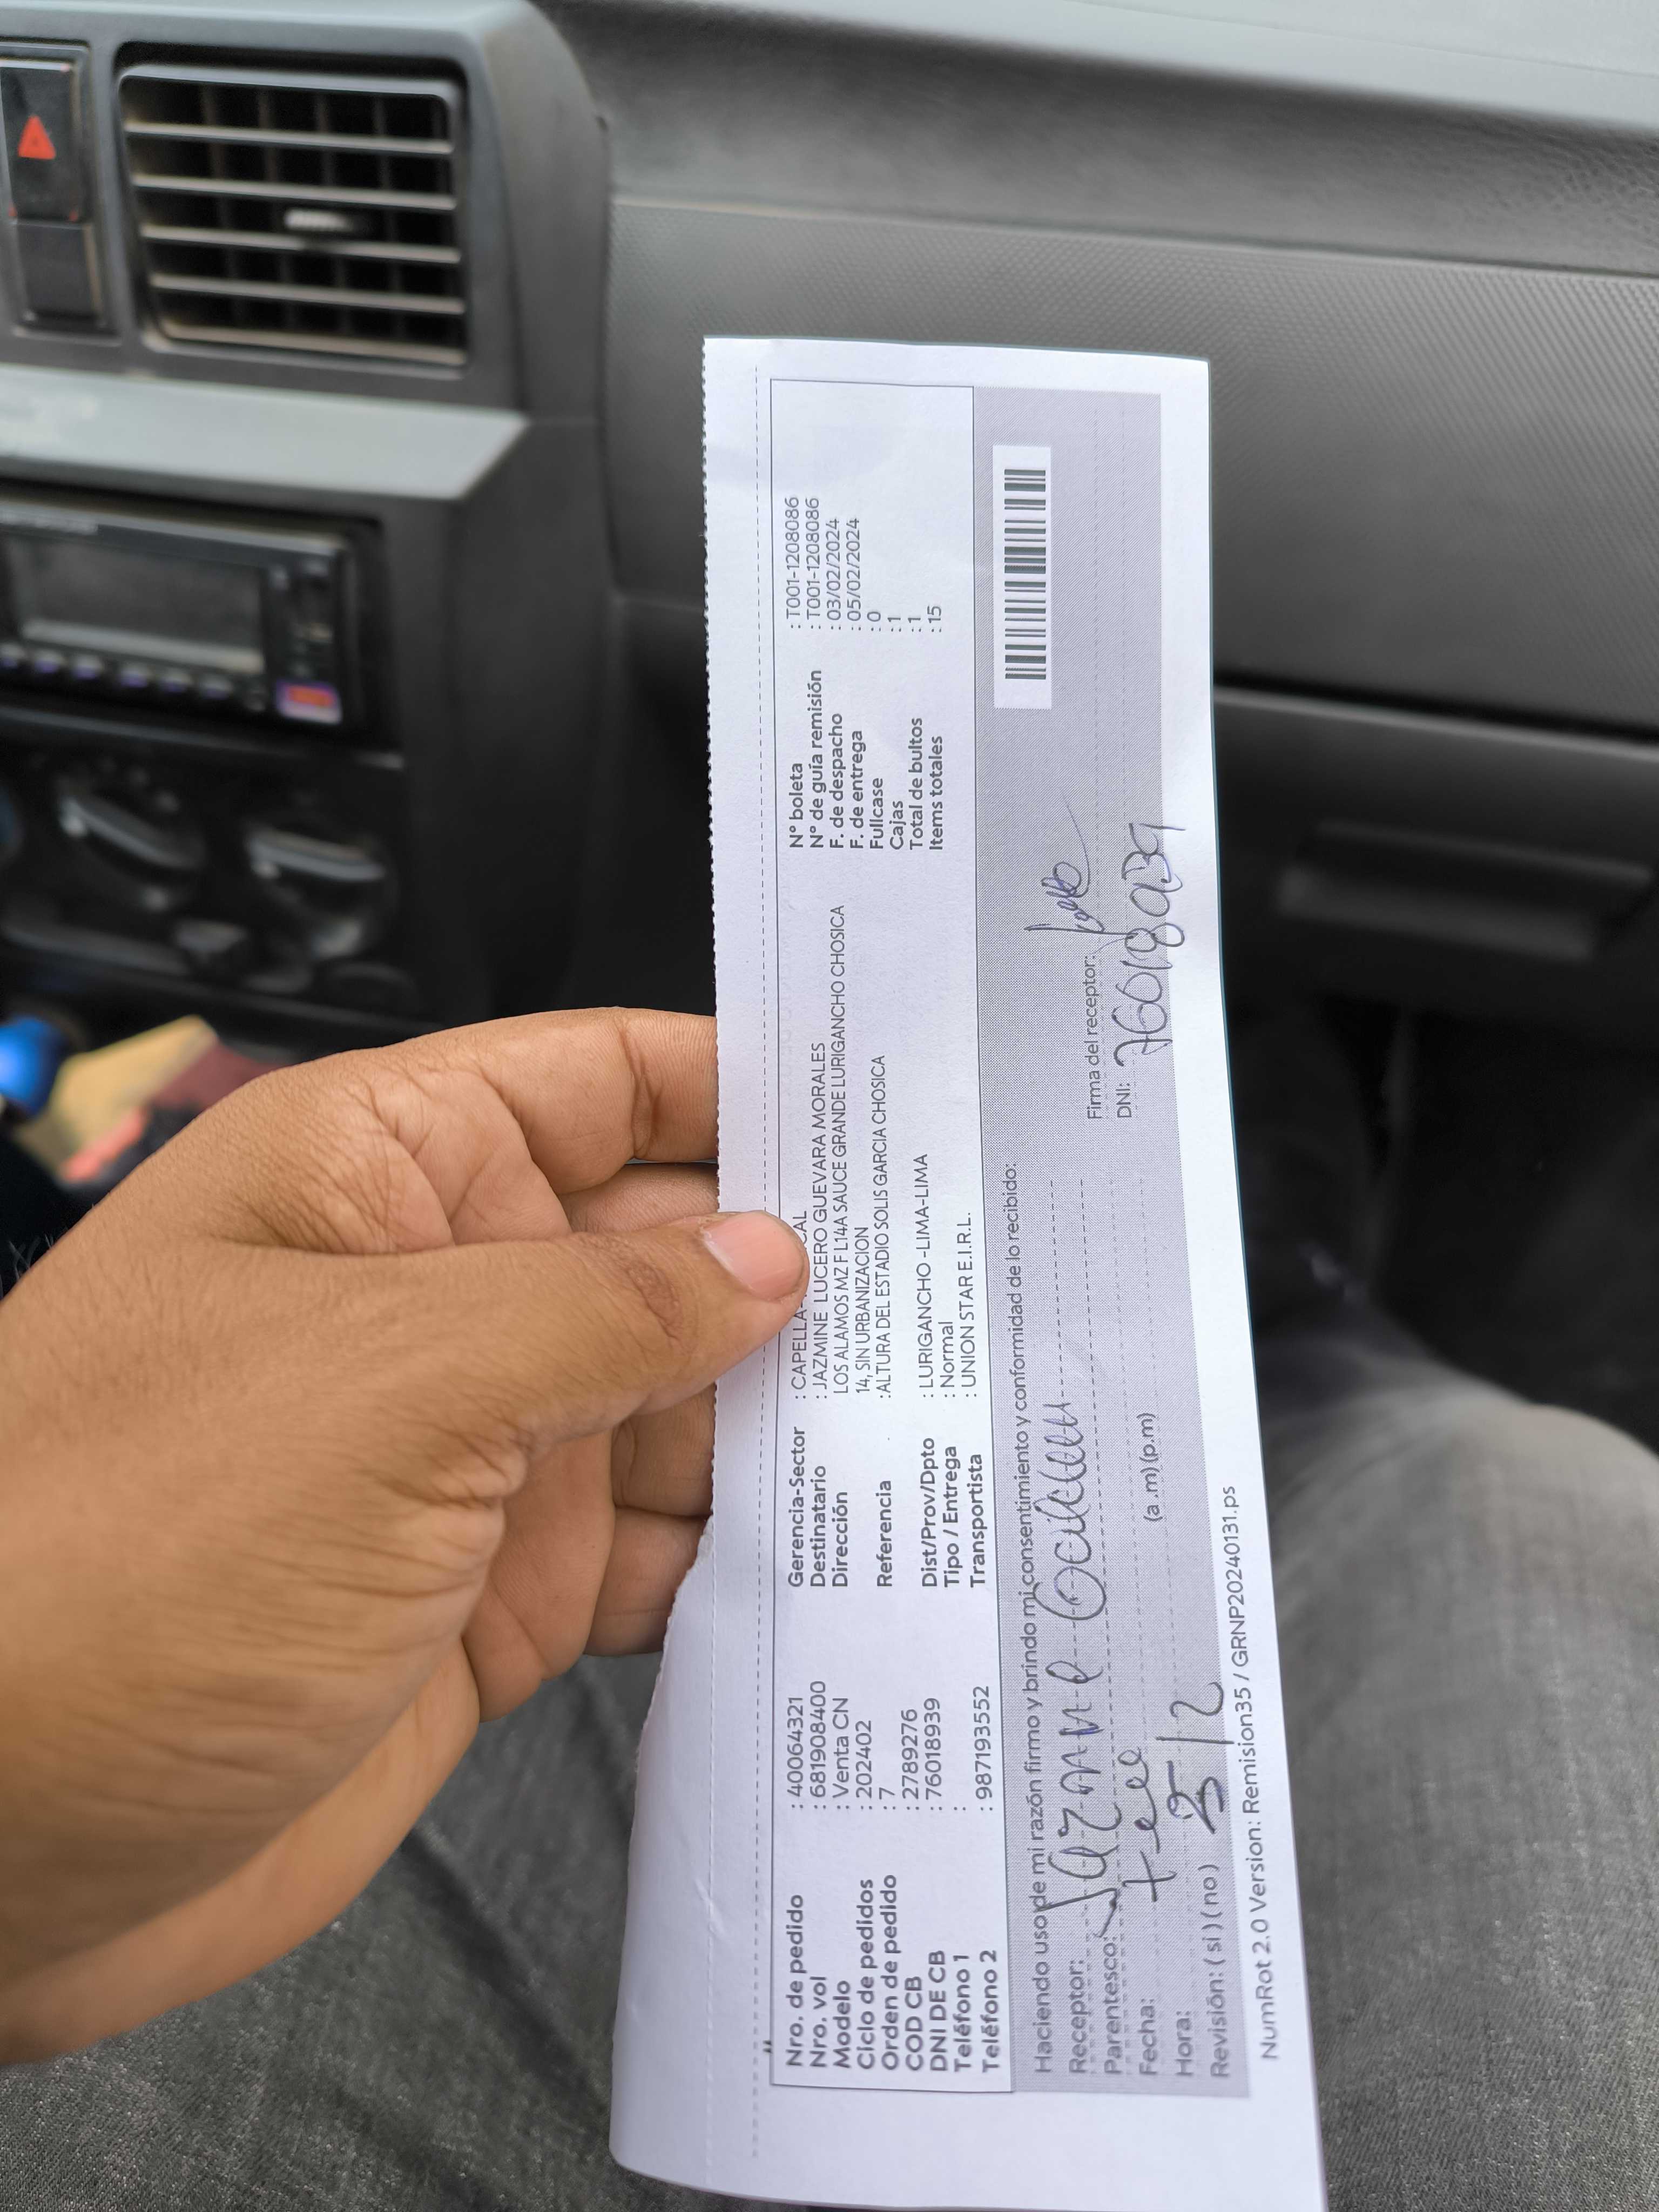 Nro. de pedido : 40064321 Gerencia-Sector : CAPELLA- CAL N° boleta : T001-1208086
Nro. vol : 681908400 Destinatario : JAZMINE LUCERO GUEVARA MORALES N° de guía remisión : T001-1208086
Modelo : Venta CN Dirección LOS ALAMOS MZ F L14A SAUCE GRANDE LURIGANCHO CHOSICA F. de despacho : 03/02/2024
Ciclo de pedidos : 202402 14, SIN URBANIZACION F. de entrega : 05/02/2024
Orden de pedido : 7 Referencia : ALTURA DEL ESTADIO SOLIS GARCIA CHOSICA Fullcase : 0
COD CB : 2789276 Cajas : 1
DNI DE CB : 76018939 Dist/Prov/Dpto : LURIGANCHO -LIMA-LIMA Total de bultos : 1
Teléfono 1 : Tipo / Entrega : Normal Items totales : 15
Teléfono 2 : 987193552 Transportista : UNION STAR E.I.R.L.
Haciendo uso de mi razón firmo y brindo mi consentimiento y conformidad de lo recibido:
Receptor:
Parentesco: Firma del receptor:
Fecha: DNI:
Hora: 5/2 (a .m) (p.m)
Revisión: ( si ) ( no )
NumRot 2.0 Version: Remision35 / GRNP20240131.ps